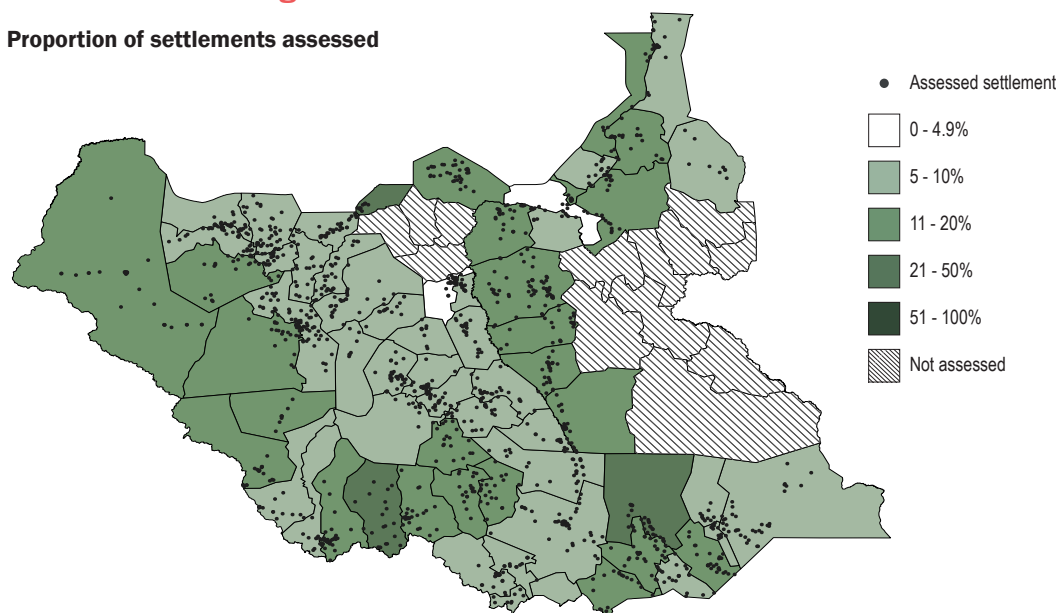 Proportion of settlements assessed
Assessed settlement
0 - 4.9%
5 - 10%
11 - 20%
21 - 50%
51 - 100%
Not assessed